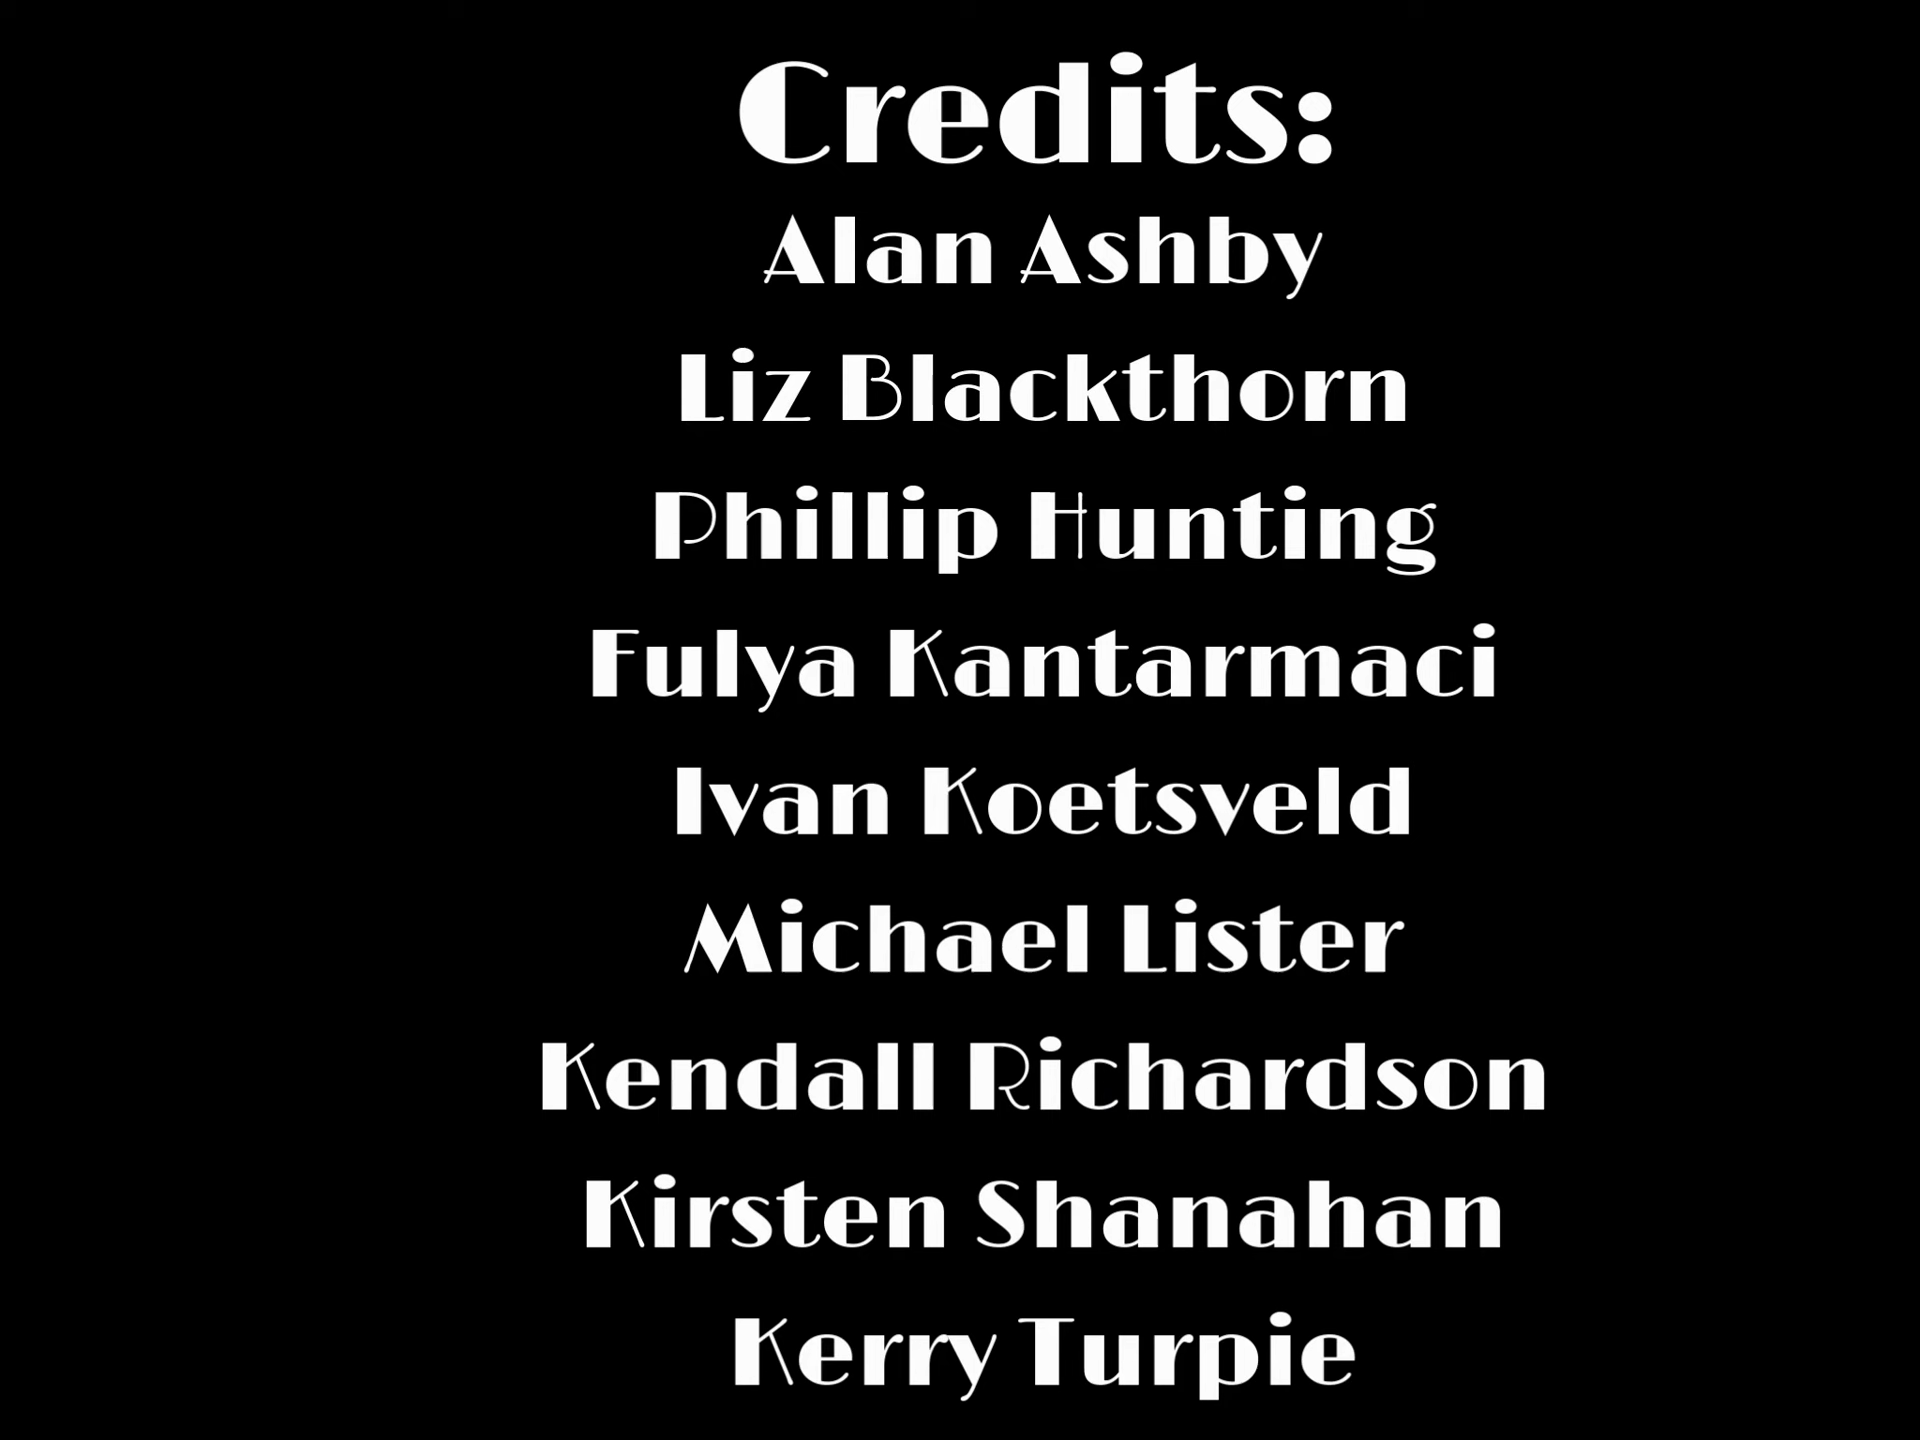 Credits:
Alan Ashby
Liz Blackthorn
Phillip Hunting
Fulya Kantarmaci
Ivan Koetsveld
Michael Lister
Kendall Richardson
Kirsten Shanahan
Kerry Turpie